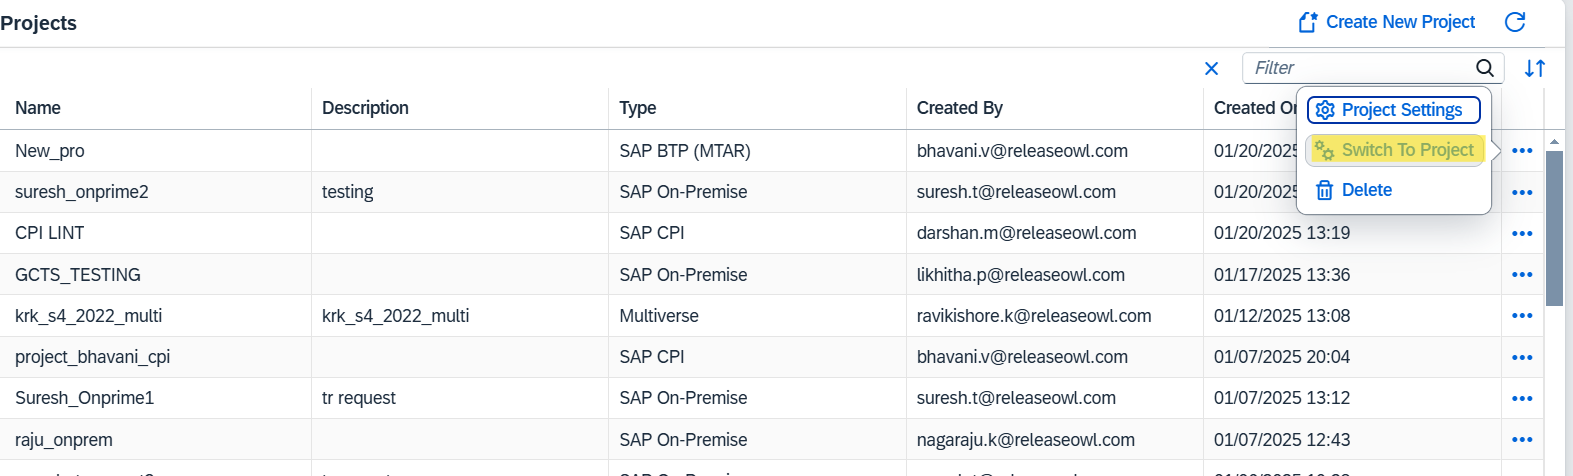 Projects Create New Project
Filter
Name Description Type Created By Created On
Project Settings
New_pro SAP BTP (MTAR) bhavani.v@releaseowl.com 01/20/2025
Switch To Project
suresh_onprime2 testing SAP On-Premise suresh.t@releaseowl.com 01/20/2025
Delete
CPI LINT SAP CPI darshan.m@releaseowl.com 01/20/2025 13:19
GCTS_TESTING SAP On-Premise likhitha.p@releaseowl.com 01/17/2025 13:36
krk_s4_2022_multi krk_s4_2022_multi Multiverse ravikishore.k@releaseowl.com 01/12/2025 13:08
project_bhavani_cpi SAP CPI bhavani.v@releaseowl.com 01/07/2025 20:04
Suresh_Onprime1 tr request SAP On-Premise suresh.t@releaseowl.com 01/07/2025 13:12
raju_onprem SAP On-Premise nagaraju.k@releaseowl.com 01/07/2025 12:43